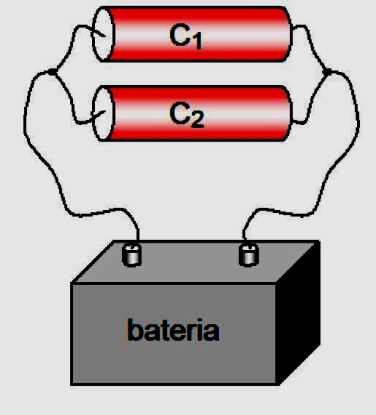 C₁
C₂
bateria